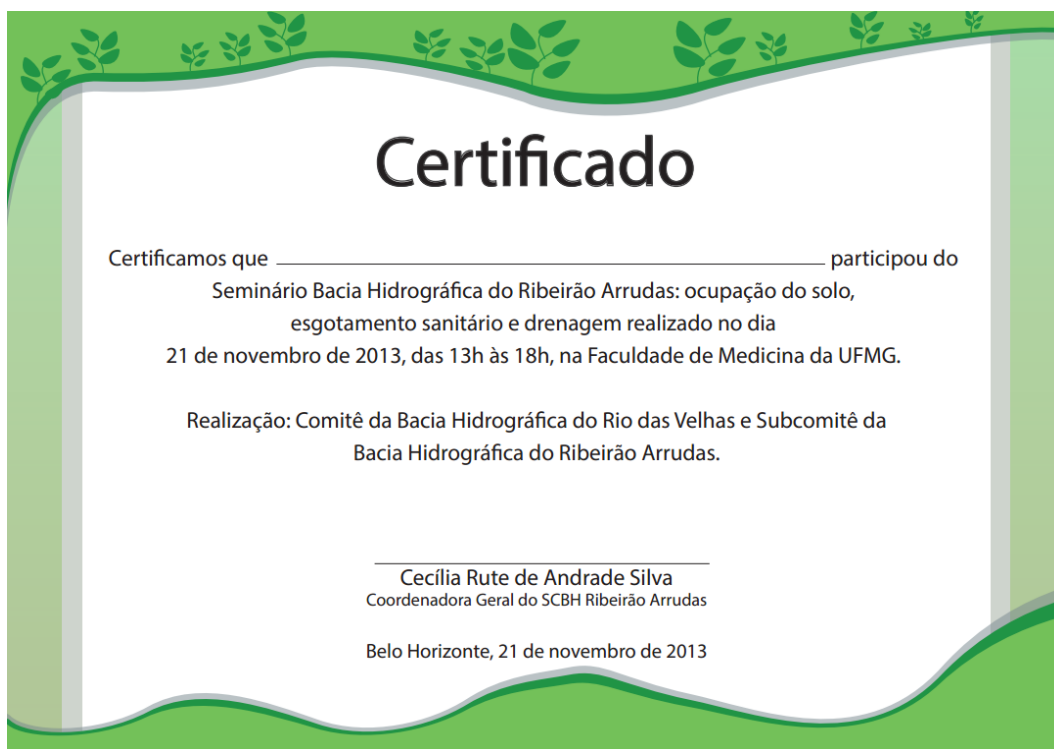 Certificado
Certificamos que participou do
Seminário Bacia Hidrográfica do Ribeirão Arrudas: ocupação do solo,
esgotamento sanitário e drenagem realizado no dia
21 de novembro de 2013, das 13h às 18h, na Faculdade de Medicina da UFMG.
Realização: Comitê da Bacia Hidrográfica do Rio das Velhas e Subcomitê da
Bacia Hidrográfica do Ribeirão Arrudas.
Cecília Rute de Andrade Silva
Coordenadora Geral do SCBH Ribeirão Arrudas
Belo Horizonte, 21 de novembro de 2013